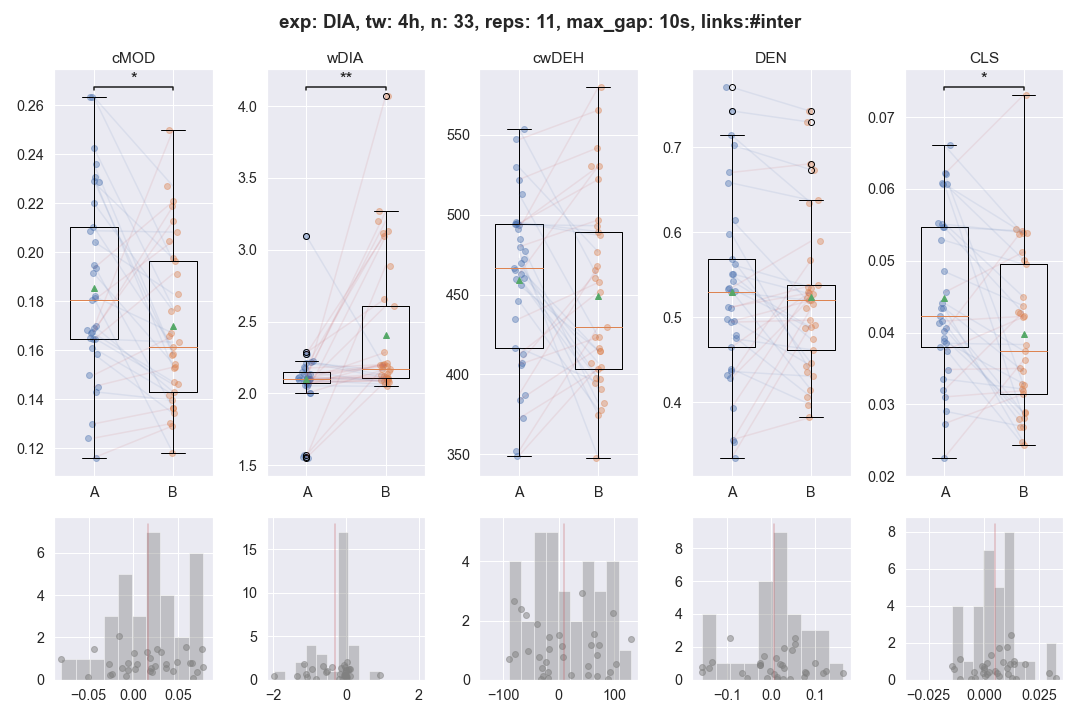 exp: DIA, tw: 4h, n: 33, reps: 11, max_gap: 10s, links:#inter
cMOD wDIA cwDEH DEN CLS
* ** *
0.26 0.24 0.22 0.20 0.18 0.16 0.14 0.12
4.0 3.5 3.0 2.5 2.0 1.5
550 500 450 400 350
0.7 0.6 0.5 0.4
0.07 0.06 0.05 0.04 0.03 0.02
A B A B A B A B A B
6 4 2 0
15 10 5 0
4 2 0
8 6 4 2 0
8 6 4 2 0
−0.05 0.00 0.05
−2 0 2
−100 0 100
−0.1 0.0 0.1
−0.025 0.000 0.025